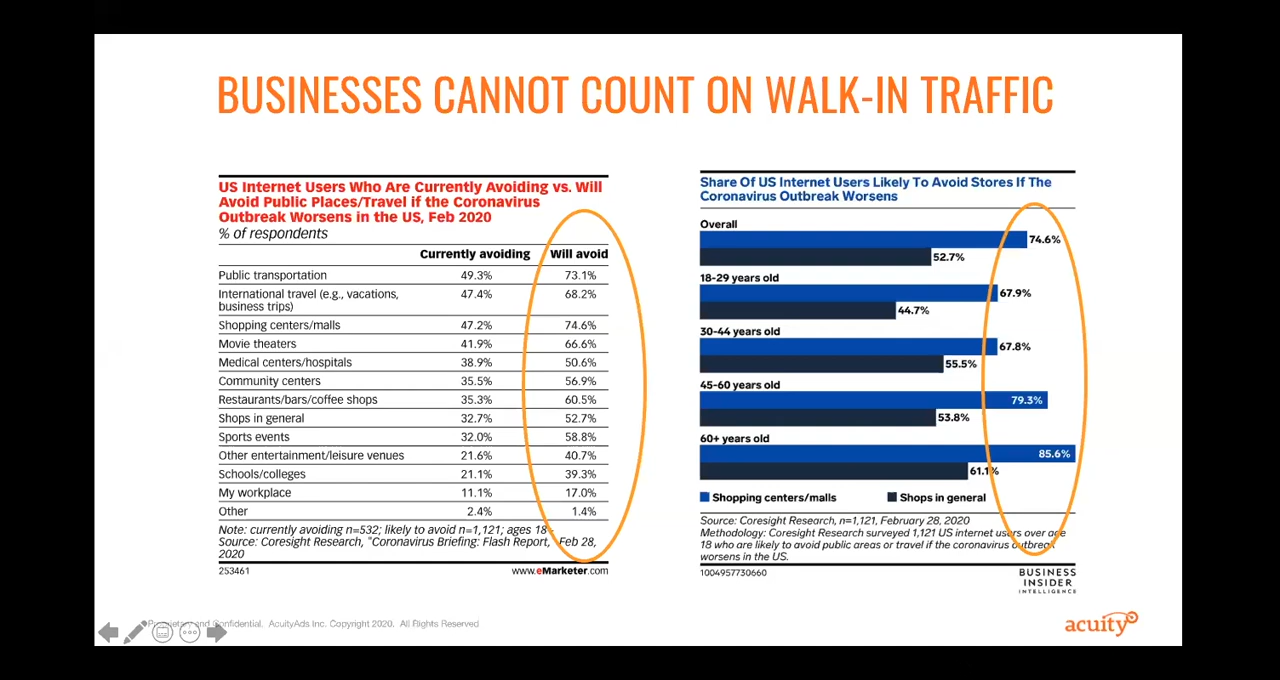 BUSINESSES CANNOT COUNT ON WALK-IN TRAFFIC
US Internet Users Who Are Currently Avoiding vs. Will
Avoid Public Places/Travel if the Coronavirus
Outbreak Worsens in the US, Feb 2020
% of respondents
Currently avoiding Will avoid
Public transportation 49.3% 73.1%
International travel (e.g., vacations, 47.4% 68.2%
business trips)
Shopping centers/malls 47.2% 74.6%
Movie theaters 41.9% 66.6%
Medical centers/hospitals 38.9% 50.6%
Community centers 35.5% 56.9%
Restaurants/bars/coffee shops 35.3% 60.5%
Shops in general 32.7% 52.7%
Sports events 32.0% 58.8%
Other entertainment/leisure venues 21.6% 40.7%
Schools/colleges 21.1% 39.3%
My workplace 11.1% 17.0%
Other 2.4% 1.4%
Note: currently avoiding n=532; likely to avoid n=1,121; ages 18
Source: Coresight Research, "Coronavirus Briefing: Flash Report, Feb 28,
2020
253461 www.eMarketer.com
Share Of US Internet Users Likely To Avoid Stores If The
Coronavirus Outbreak Worsens
Overall
74.6%
52.7%
18-29 years old
67.9%
44.7%
30-44 years old
67.8%
55.5%
45-60 years old
79.3%
53.8%
60+ years old
85.6%
61.1%
Shopping centers/malls Shops in general
Source: Coresight Research, n=1,121, February 28, 2020
Methodology: Coresight Research surveyed 1,121 US internet users over age
18 who are likely to avoid public areas or travel if the coronavirus outbreak
worsens in the US.
1004957730660 BUSINESS
INSIDER
INTELLIGENCE
Proprietary and Confidential. AcuityAds Inc. Copyright 2020. All Rights Reserved
acuity